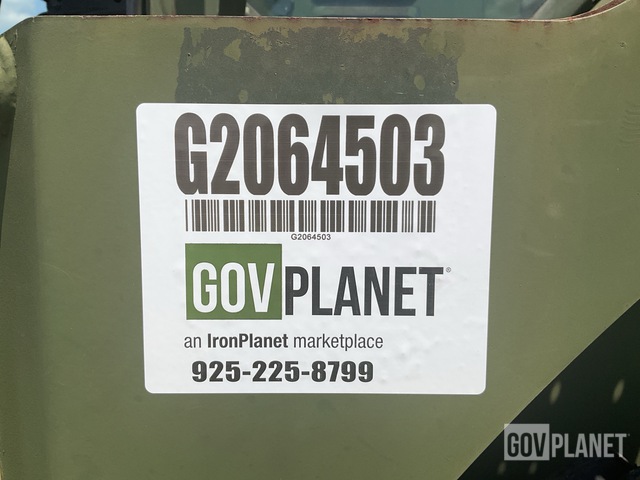 G2064503
G2064503
GOVPLANET®
an IronPlanet marketplace
925-225-8799
GOVPLANET